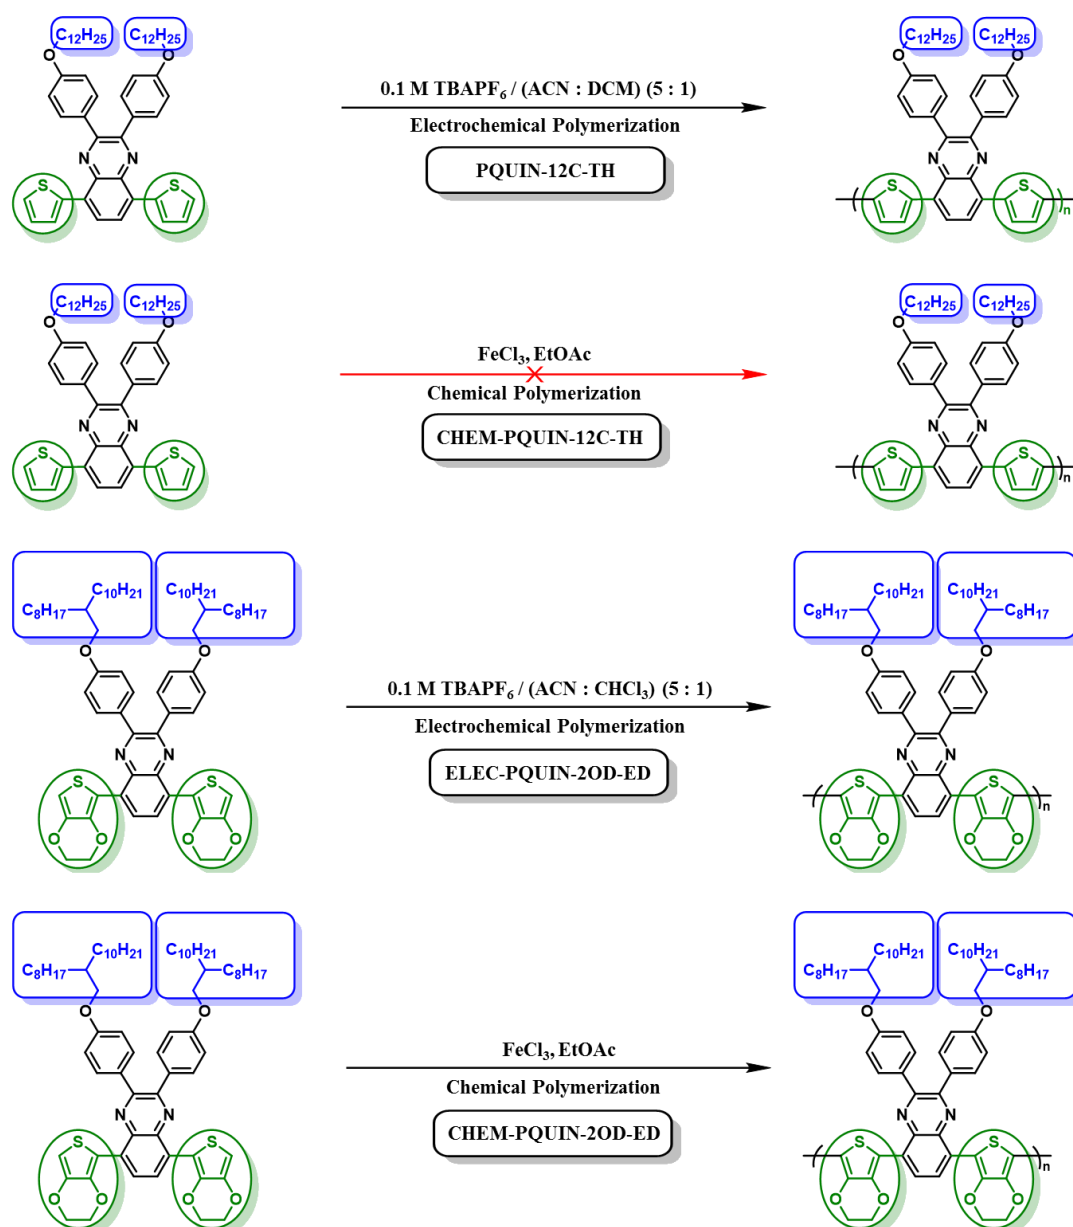 C12H25 C12H25
O O
0.1 M TBAPF6 / (ACN : DCM) (5 : 1)
Electrochemical Polymerization
PQUIN-12C-TH
N N
S S
C12H25 C12H25
O O
N N
S S
n
C12H25 C12H25
O O
FeCl3, EtOAc
Chemical Polymerization
CHEM-PQUIN-12C-TH
N N
S S
C12H25 C12H25
O O
N N
S S
n
C10H21 C10H21
C8H17 C8H17
O O
0.1 M TBAPF6 / (ACN : CHCl3) (5 : 1)
Electrochemical Polymerization
ELEC-PQUIN-2OD-ED
N N
S S
O O O O
C10H21 C10H21
C8H17 C8H17
O O
N N
S S
n
O O O O
C10H21 C10H21
C8H17 C8H17
O O
FeCl3, EtOAc
Chemical Polymerization
CHEM-PQUIN-2OD-ED
N N
S S
O O O O
C10H21 C10H21
C8H17 C8H17
O O
N N
S S
n
O O O O